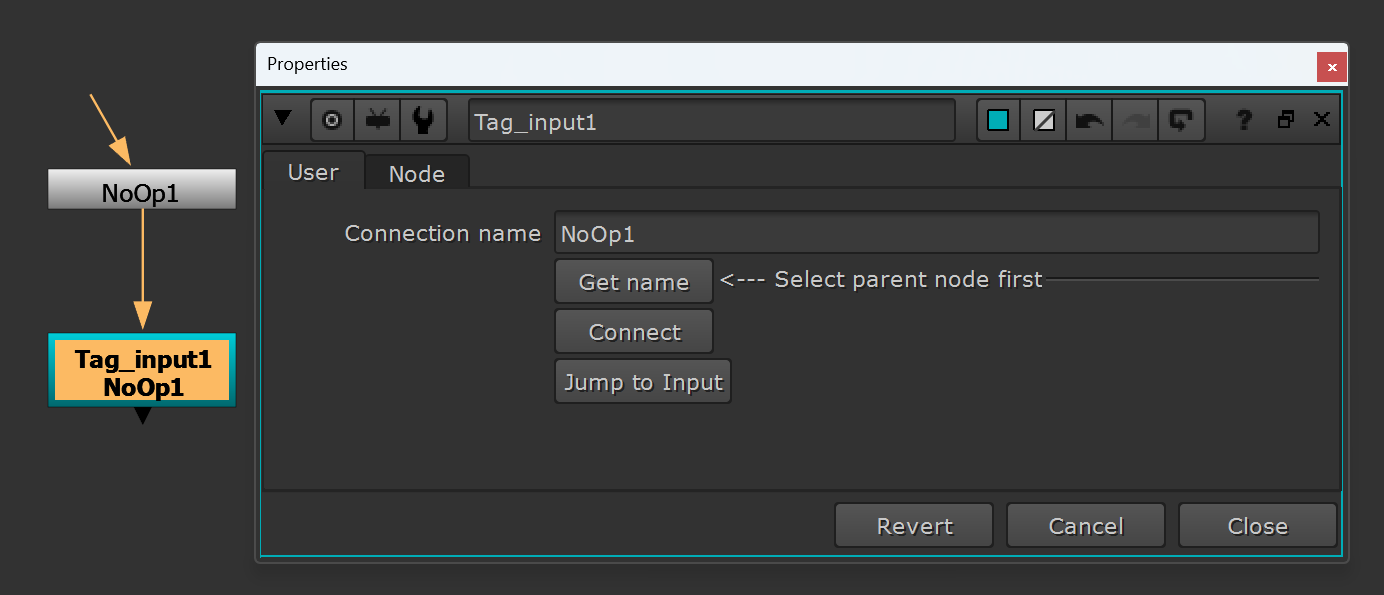 Properties
Tag_input1
User
Node
NoOp1
Connection name
NoOp1
Get name
<--- Select parent node first
Connect
Tag_input1
NoOp1
Jump to Input
Revert
Cancel
Close